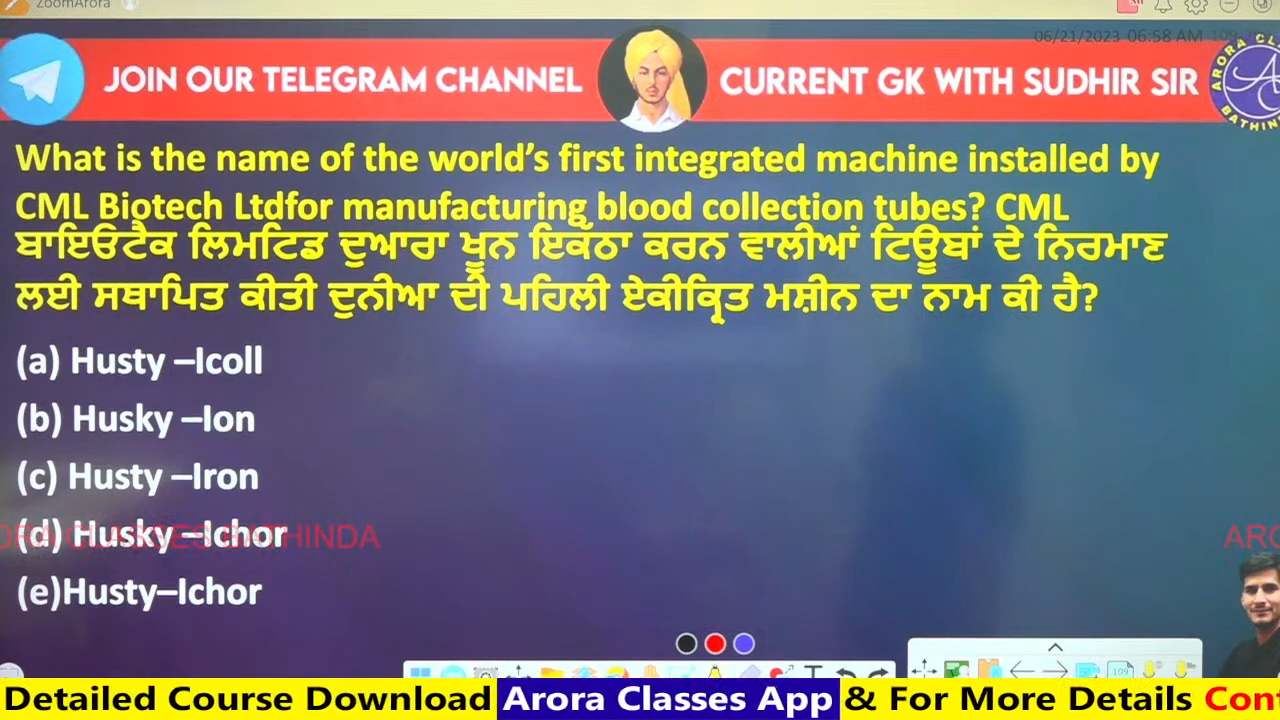 ZoomArora
06/21/2023 06:58 AM
JOIN OUR TELEGRAM CHANNEL
CURRENT GK WITH SUDHIR SIR
What is the name of the world’s first integrated machine installed by
CML Biotech Ltdfor manufacturing blood collection tubes? CML
ਬਾਇਓਟੈਕ ਲਿਮਟਿਡ ਦੁਆਰਾ ਖੂਨ ਇਕੱਠਾ ਕਰਨ ਵਾਲੀਆਂ ਟਿਊਬਾਂ ਦੇ ਨਿਰਮਾਣ
ਲਈ ਸਥਾਪਿਤ ਕੀਤੀ ਦੁਨੀਆ ਦੀ ਪਹਿਲੀ ਏਕੀਕ੍ਰਿਤ ਮਸ਼ੀਨ ਦਾ ਨਾਮ ਕੀ ਹੈ?
(a) Husty –Icoll
(b) Husky –Ion
(c) Husty –Iron
(d) Husky –Ichor
CLASSES BATHINDA
(e)Husty–Ichor
109
Detailed Course Download Arora Classes App & For More Details